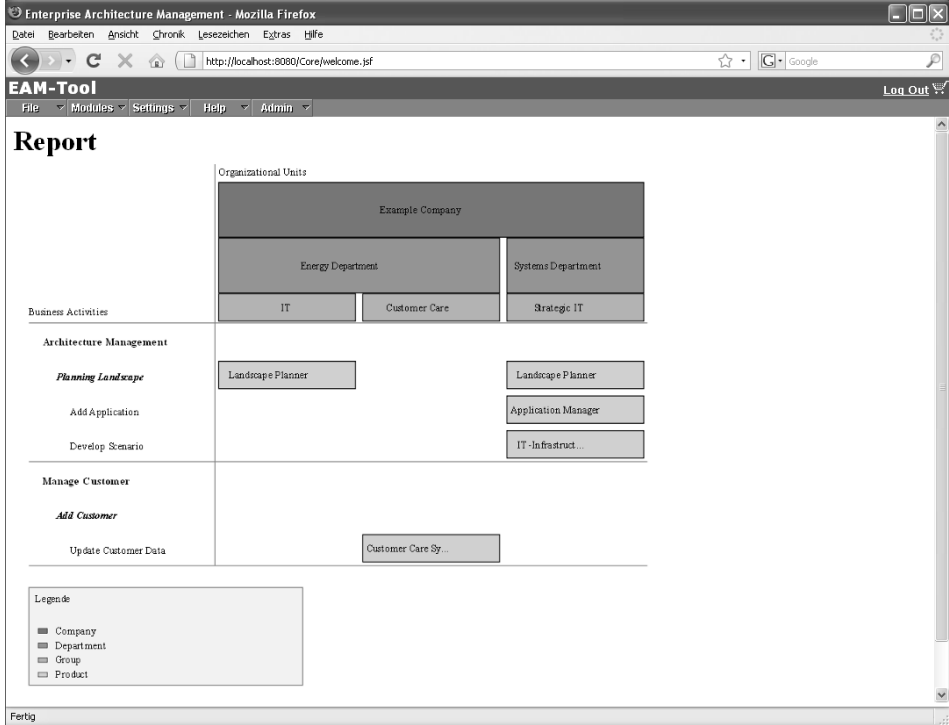 Enterprise Architecture Management - Mozilla Firefox
Datei Bearbeiten Ansicht Chronik Lesezeichen Extras Hilfe
http://localhost:8080/Core/welcome.jsf
G Google
EAM-Tool
Log Out
File Modules Settings Help Admin
Report
Organizational Units
Example Company
Energy Department Systems Department
Business Activities IT Customer Care Strategic IT
Architecture Management
Planning Landscape Landscape Planner Landscape Planner
Add Application Application Manager
Develop Scenario IT-Infrastruct...
Manage Customer
Add Customer
Update Customer Data Customer Care Sy...
Legende
Company
Department
Group
Product
Fertig